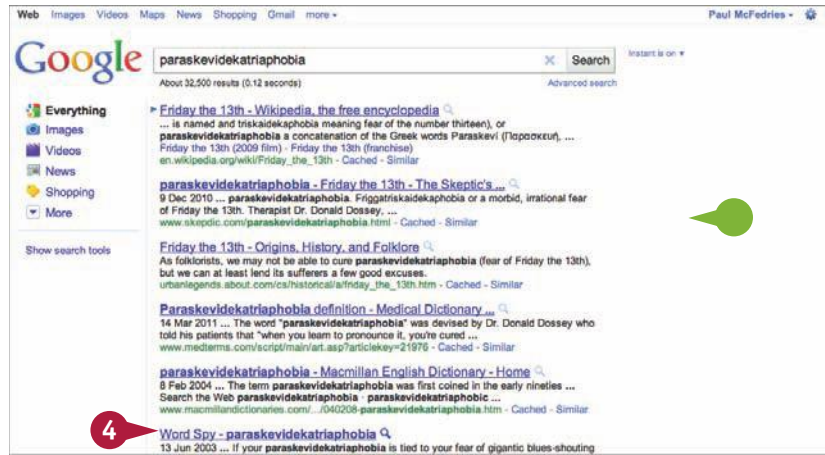 Web Images Videos Maps News Shopping Gmail more Paul McFedries
Google paraskevidekatriaphobia × Search Instant is on
About 32,500 results (0.12 seconds) Advanced search
Everything
Images
Videos
News
Shopping
More
Show search tools
Friday the 13th - Wikipedia, the free encyclopedia
... is named and triskaidekaphobia meaning fear of the number thirteen), or
paraskevidekatriaphobia a concatenation of the Greek words Paraskeví (Παρασκευή, ...
Friday the 13th (2009 film) - Friday the 13th (franchise)
en.wikipedia.org/wiki/Friday_the_13th - Cached - Similar
paraskevidekatriaphobia - Friday the 13th - The Skeptic's ...
9 Dec 2010 ... paraskevidekatriaphobia. Friggatriskaidekaphobia or a morbid, irrational fear
of Friday the 13th. Therapist Dr. Donald Dossey, ...
www.skepdic.com/paraskevidekatriaphobia.html - Cached - Similar
Friday the 13th - Origins, History, and Folklore
As folklorists, we may not be able to cure paraskevidekatriaphobia (fear of Friday the 13th),
but we can at least lend its sufferers a few good excuses.
urbanlegends.about.com/cs/historical/a/friday_the_13th.htm - Cached - Similar
Paraskevidekatriaphobia definition - Medical Dictionary ...
14 Mar 2011 ... The word "paraskevidekatriaphobia" was devised by Dr. Donald Dossey who
told his patients that "when you learn to pronounce it, you're cured ...
www.medterms.com/script/main/art.asp?articlekey=21976 - Cached - Similar
paraskevidekatriaphobia - Macmillan English Dictionary - Home
8 Feb 2004 ... The term paraskevidekatriaphobia was first coined in the early nineties ...
Search the Web paraskevidekatriaphobia · paraskevidekatriaphobic ...
www.macmillandictionaries.com/.../040208-paraskevidekatriaphobia.htm - Cached - Similar
4 Word Spy - paraskevidekatriaphobia
13 Jun 2003 ... If your paraskevidekatriaphobia is tied to your fear of gigantic blues-shouting